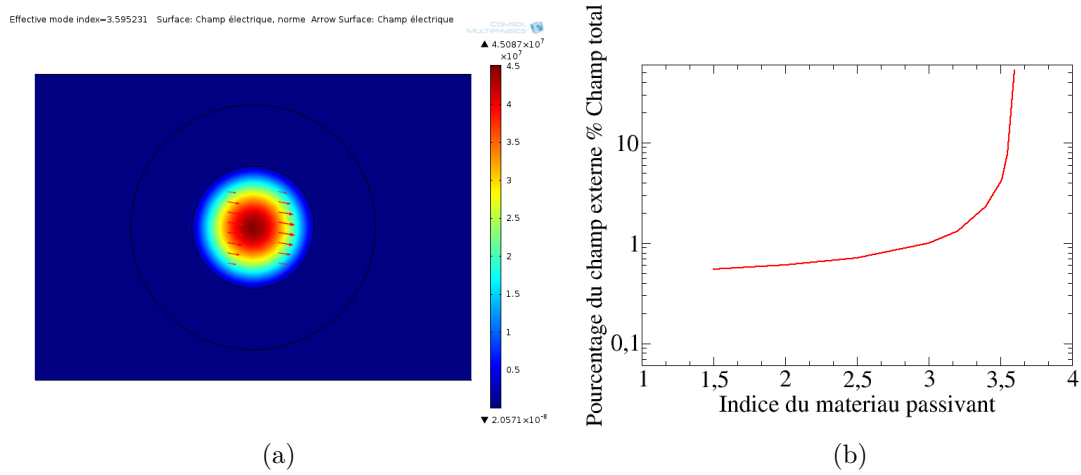 Effective mode index=3.595231 Surface: Champ électrique, norme Arrow Surface: Champ électrique
COMSOL
MULTIPHYSICS
▲ 4.5087×10⁷
×10⁷
4.5
4
3.5
3
2.5
2
1.5
1
0.5
▼ 2.0571×10⁻⁸
(a)
Pourcentage du champ externe % Champ total
10
1
0,1
1 1,5 2 2,5 3 3,5 4
Indice du materiau passivant
(b)